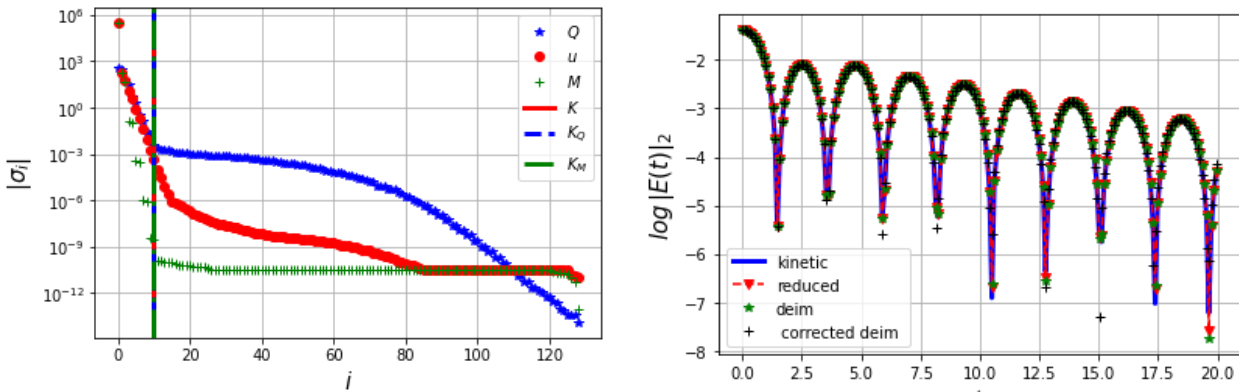 10^6
10^3
10^0
10^-3
10^-6
10^-9
10^-12
|σ_i|
0 20 40 60 80 100 120
i
Q
u
M
K
K_Q
K_M
-2
-3
-4
-5
-6
-7
-8
log |E(t)|_2
0.0 2.5 5.0 7.5 10.0 12.5 15.0 17.5 20.0
kinetic
reduced
deim
corrected deim